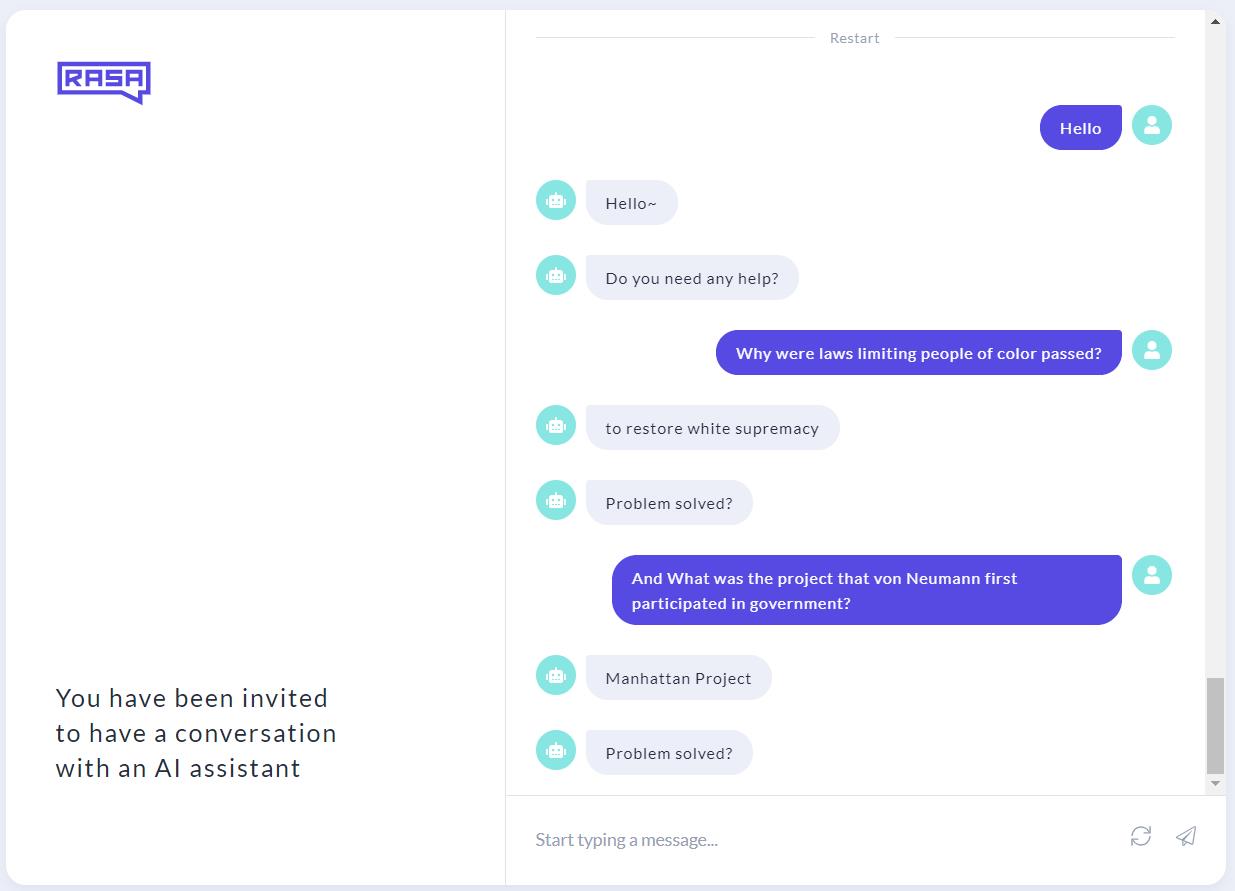 RASA
You have been invited
to have a conversation
with an AI assistant
Restart
Hello
Hello~
Do you need any help?
Why were laws limiting people of color passed?
to restore white supremacy
Problem solved?
And What was the project that von Neumann first
participated in government?
Manhattan Project
Problem solved?
Start typing a message...